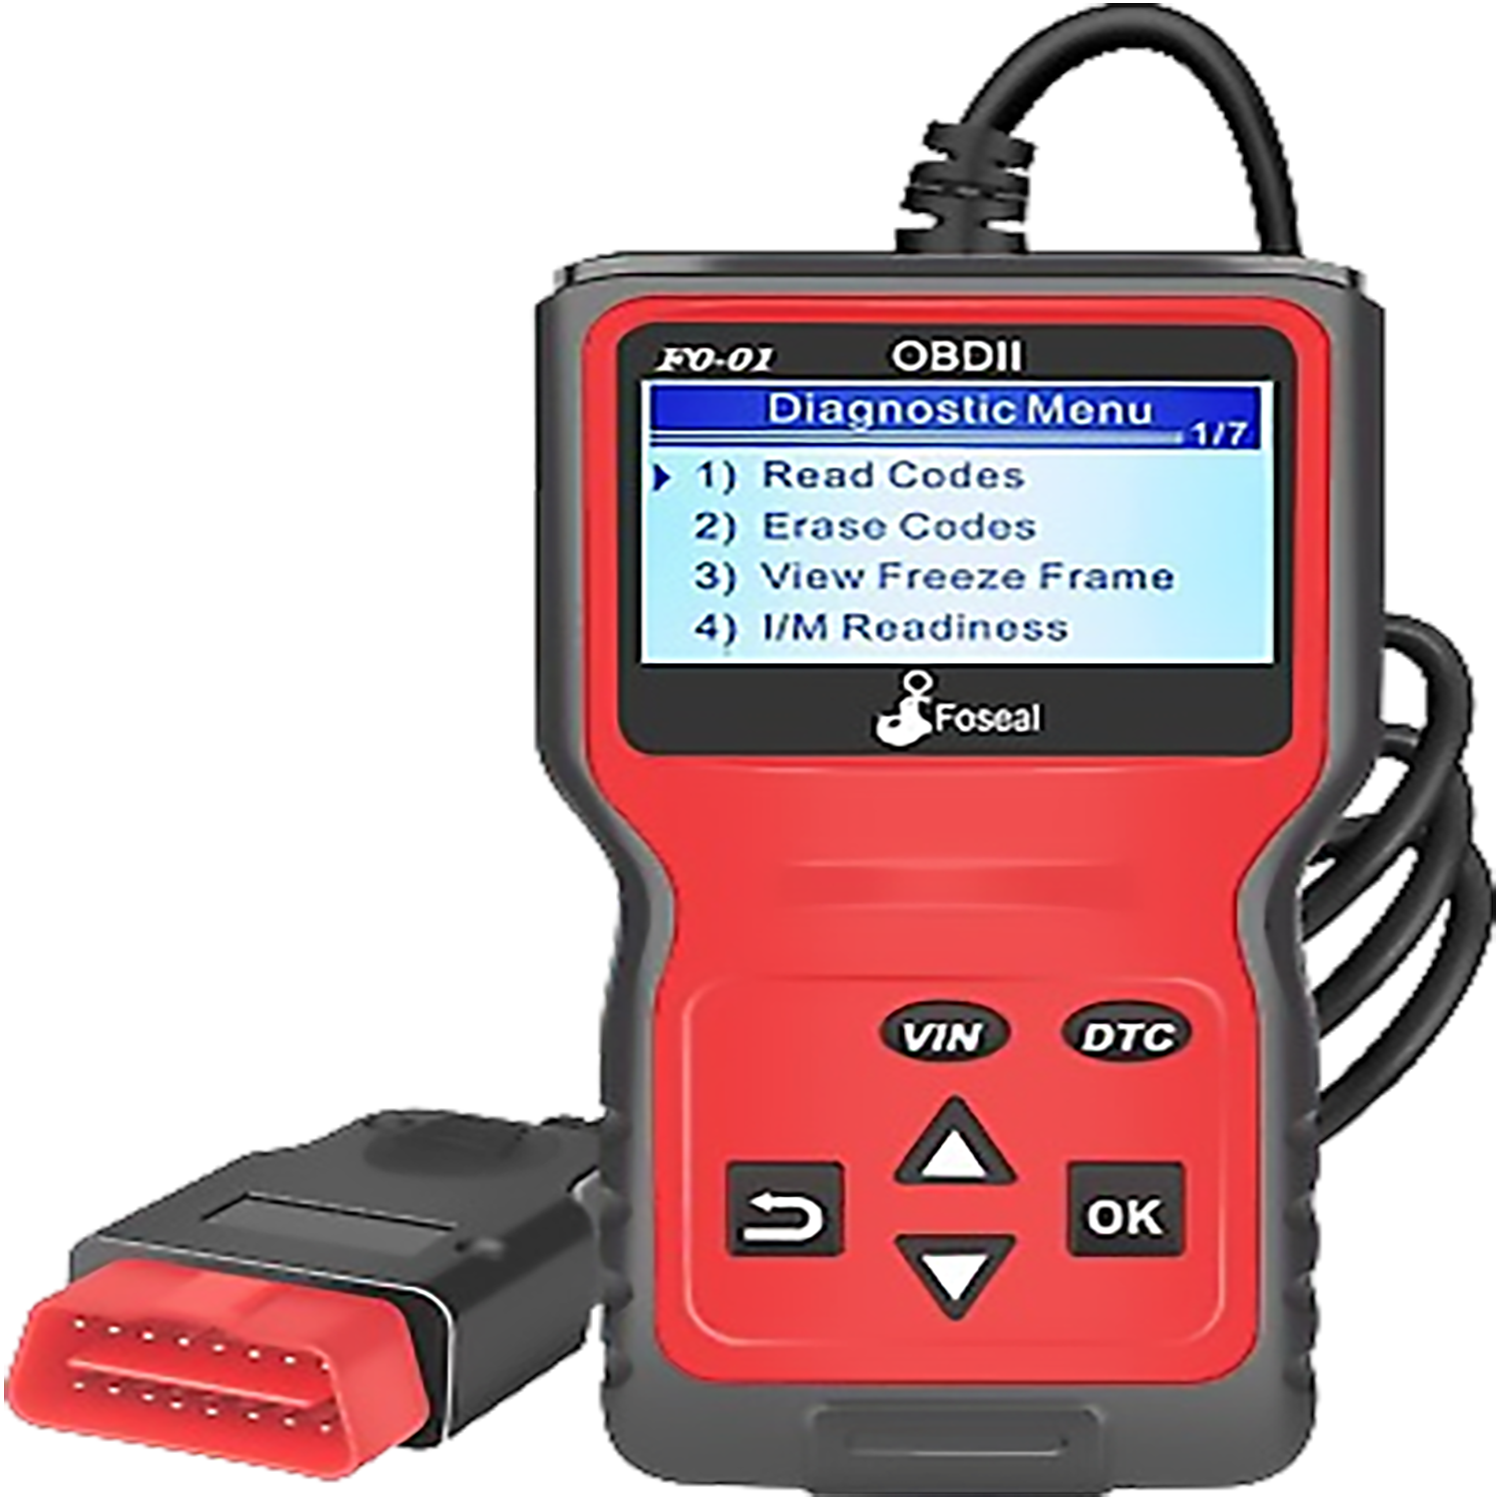 FO-01 OBDII
Diagnostic Menu
1/7
1) Read Codes
2) Erase Codes
3) View Freeze Frame
4) I/M Readiness
Foseal
VIN DTC
OK